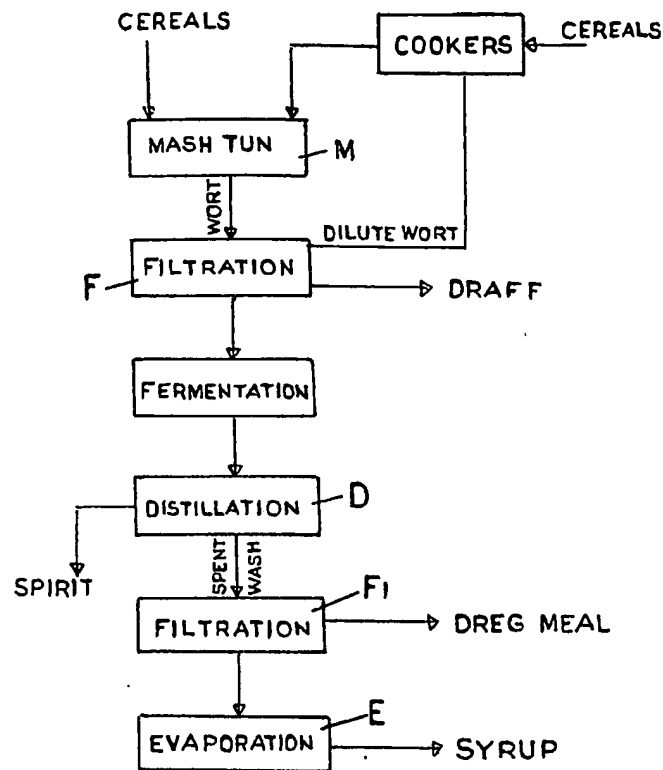 CEREALS
COOKERS
CEREALS
MASH TUN
M
WORT
DILUTE WORT
FILTRATION
F
DRAFF
FERMENTATION
DISTILLATION
D
SPIRIT
SPENT
WASH
F1
FILTRATION
DREG MEAL
E
EVAPORATION
SYRUP